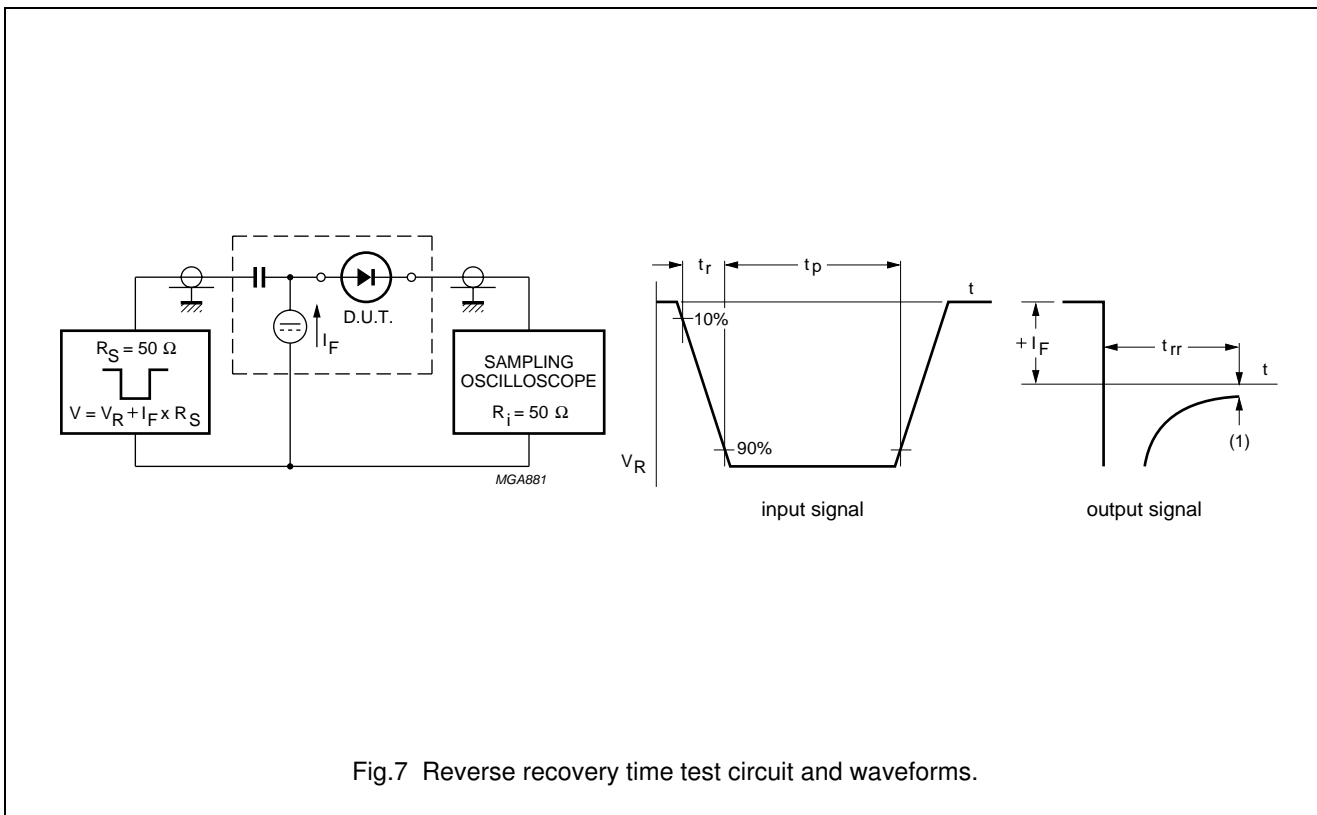 R_S = 50 Ω
V = V_R + I_F x R_S
I_F
D.U.T.
SAMPLING
OSCILLOSCOPE
R_i = 50 Ω
MGA881
t_r
t_p
t
10%
90%
V_R
input signal
+ I_F
t_rr
t
(1)
output signal
Fig.7 Reverse recovery time test circuit and waveforms.